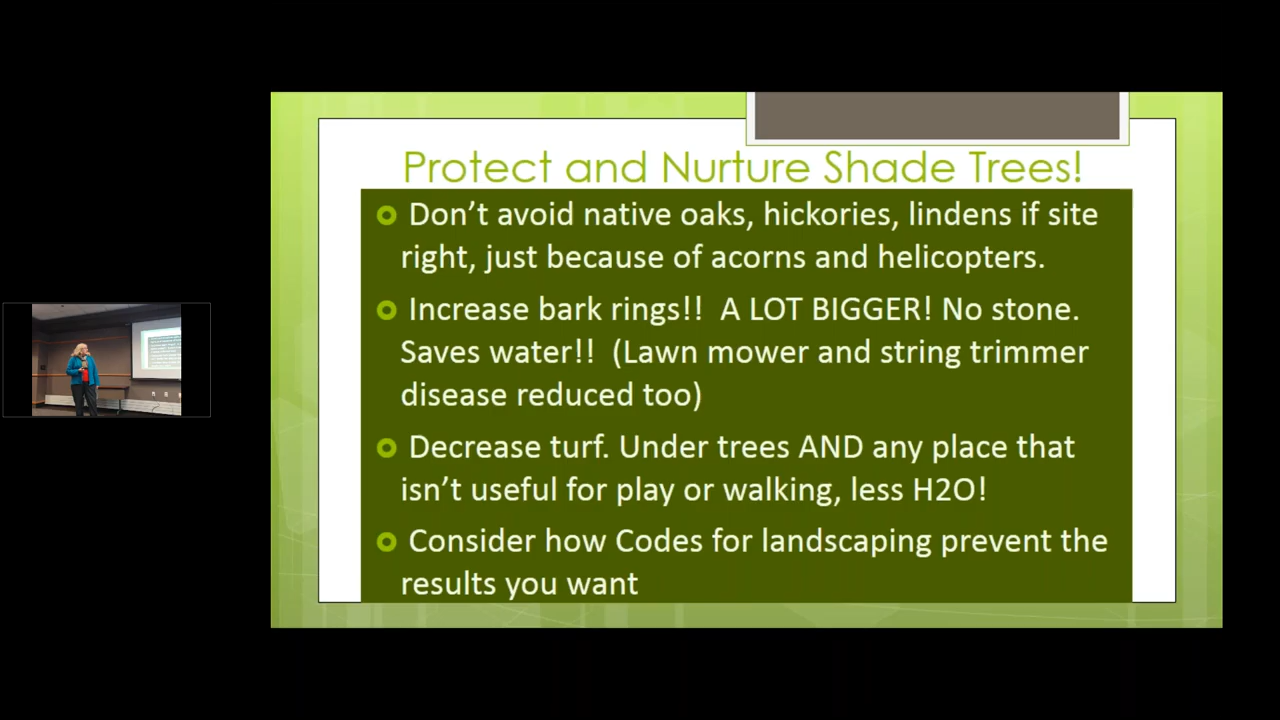 Protect and Nurture Shade Trees!
Don't avoid native oaks, hickories, lindens if site
right, just because of acorns and helicopters.
Increase bark rings!!  A LOT BIGGER! No stone.
Saves water!!  (Lawn mower and string trimmer
disease reduced too)
Decrease turf. Under trees AND any place that
isn't useful for play or walking, less H2O!
Consider how Codes for landscaping prevent the
results you want